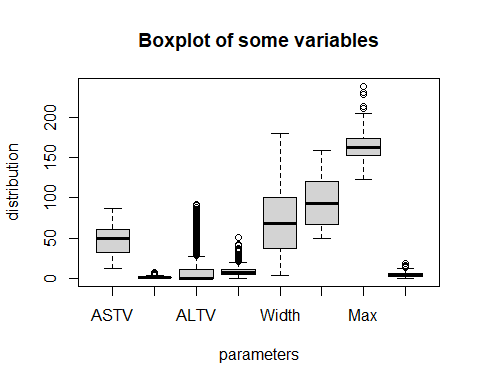 Boxplot of some variables
distribution
200
150
100
50
0
ASTV ALTV Width Max
parameters